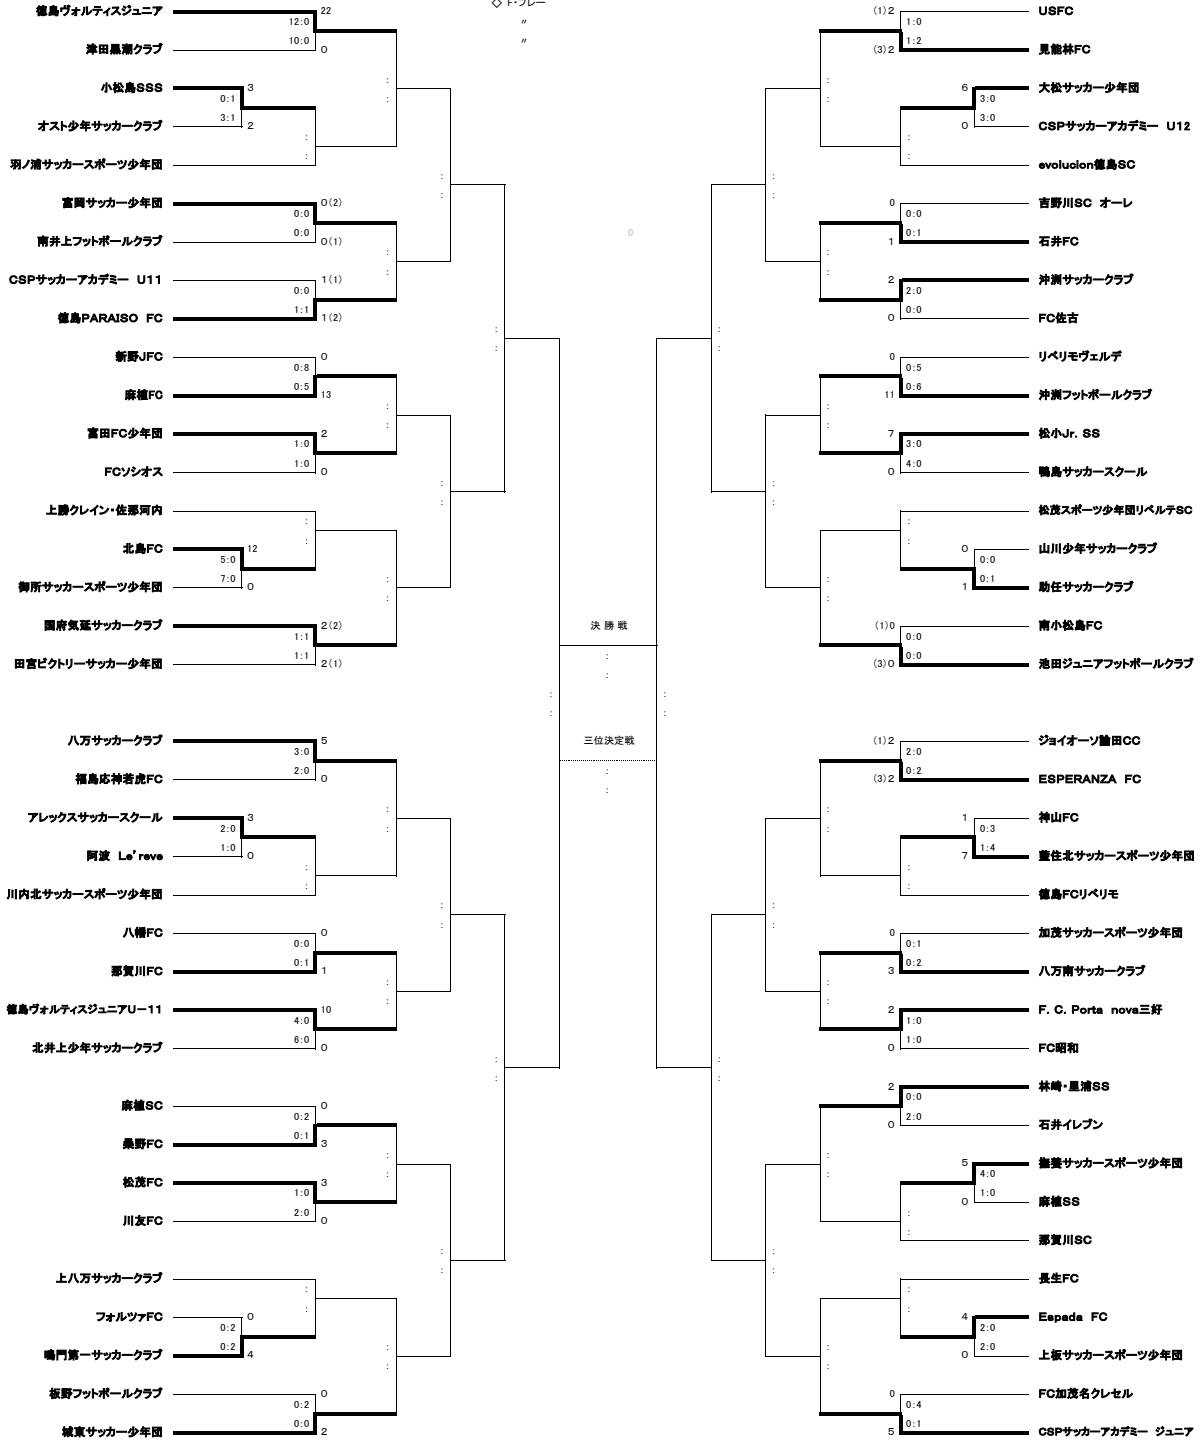 ◇ F・プレー
〃
〃
徳島ヴォルティスジュニア 22
12:0
10:0
津田黒潮クラブ 0
小松島SSS 3
0:1
3:1
オスト少年サッカークラブ 2
羽ノ浦サッカースポーツ少年団
富岡サッカー少年団 0(2)
0:0
0:0
南井上フットボールクラブ 0(1)
CSPサッカーアカデミー U11 1(1)
0:0
1:1
徳島PARAISO FC 1(2)
新野JFC 0
0:8
0:5
麻植FC 13
富田FC少年団 2
1:0
1:0
FCソシオス 0
上勝クレイン・佐那河内
北島FC 12
5:0
7:0
御所サッカースポーツ少年団 0
国府気延サッカークラブ 2(2)
1:1
1:1
田宮ビクトリーサッカー少年団 2(1)
八万サッカークラブ 5
3:0
2:0
福島応神若虎FC 0
アレックスサッカースクール 3
2:0
1:0
阿波 Le'reve 0
川内北サッカースポーツ少年団
八幡FC 0
0:0
0:1
那賀川FC 1
徳島ヴォルティスジュニアU-11 10
4:0
6:0
北井上少年サッカークラブ 0
麻植SC 0
0:2
0:1
桑野FC 3
松茂FC 3
1:0
2:0
川友FC 0
上八万サッカークラブ
フォルツァFC 0
0:2
0:2
鳴門第一サッカークラブ 4
板野フットボールクラブ 0
0:2
0:0
城東サッカー少年団 2
0
決 勝 戦
:
:
三位決定戦
:
:
(1)2 USFC
1:0
1:2
(3)2 見能林FC
6 大松サッカー少年団
3:0
3:0
0 CSPサッカーアカデミー U12
evolucion徳島SC
0 吉野川SC オーレ
0:0
0:1
1 石井FC
2 沖洲サッカークラブ
2:0
0:0
0 FC佐古
0 リベリモヴェルデ
0:5
0:6
11 沖洲フットボールクラブ
7 松小Jr. SS
3:0
4:0
0 鴨島サッカースクール
松茂スポーツ少年団リベルテSC
0 山川少年サッカークラブ
0:0
0:1
1 助任サッカークラブ
(1)0 南小松島FC
0:0
0:0
(3)0 池田ジュニアフットボールクラブ
(1)2 ジョイオーソ論田CC
2:0
0:2
(3)2 ESPERANZA FC
1 神山FC
0:3
1:4
7 藍住北サッカースポーツ少年団
徳島FCリベリモ
0 加茂サッカースポーツ少年団
0:1
0:2
3 八万南サッカークラブ
2 F. C. Porta nova三好
1:0
1:0
0 FC昭和
2 林崎・里浦SS
0:0
2:0
0 石井イレブン
5 撫養サッカースポーツ少年団
4:0
1:0
0 麻植SS
那賀川SC
長生FC
4 Espada FC
2:0
2:0
0 上板サッカースポーツ少年団
0 FC加茂名クレセル
0:4
0:1
5 CSPサッカーアカデミー ジュニア